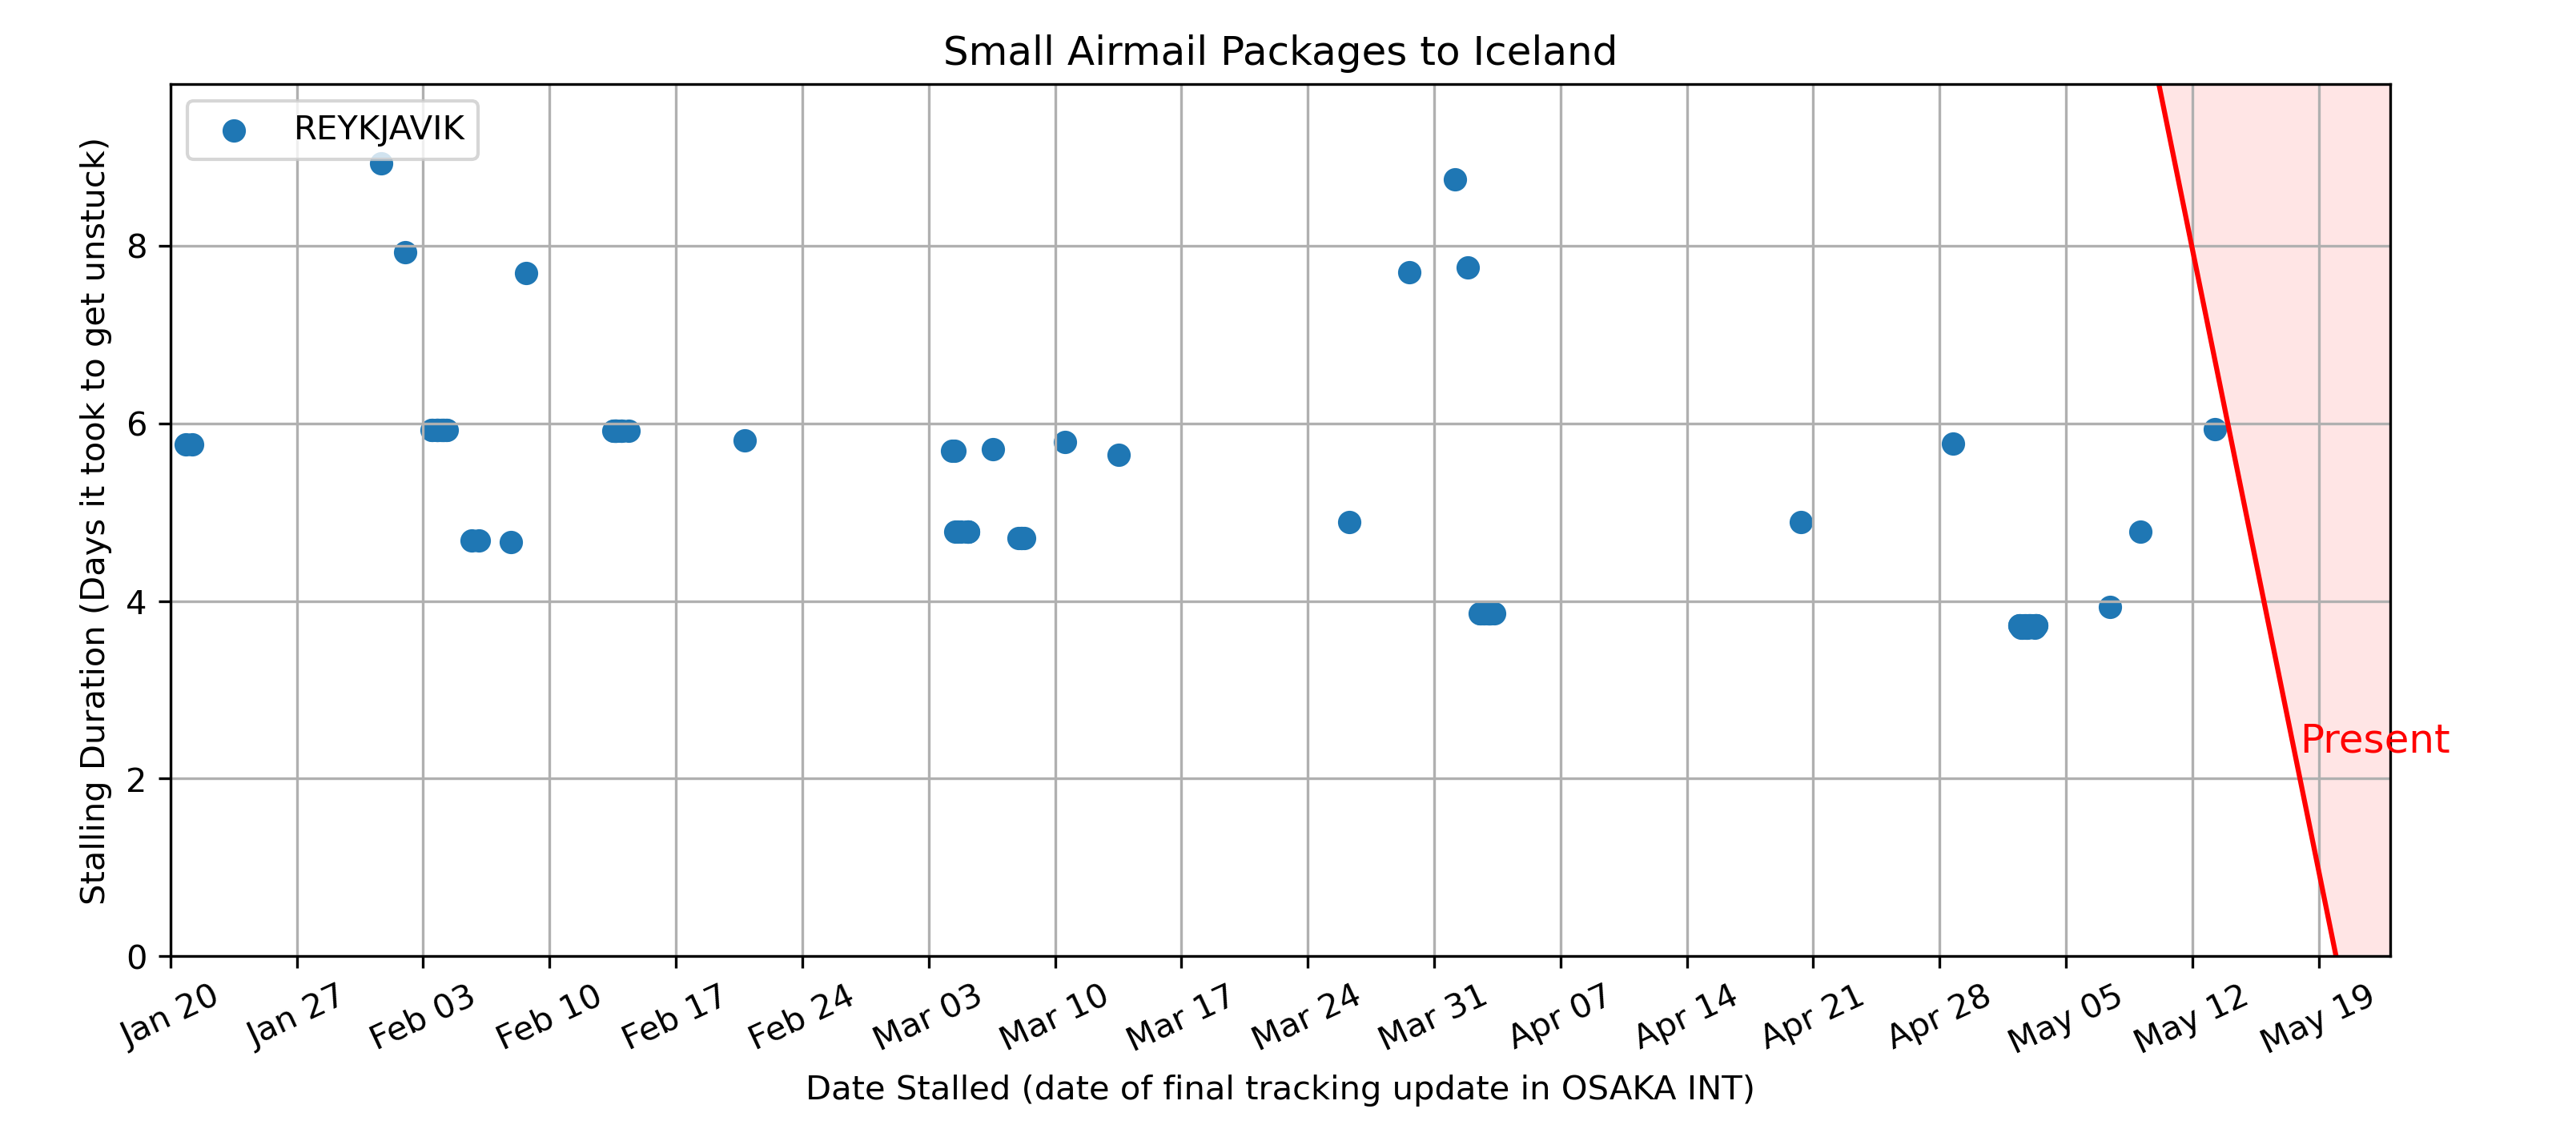 Small Airmail Packages to Iceland
REYKJAVIK
Stalling Duration (Days it took to get unstuck)
8
6
4
2
0
Present
Jan 20
Jan 27
Feb 03
Feb 10
Feb 17
Feb 24
Mar 03
Mar 10
Mar 17
Mar 24
Mar 31
Apr 07
Apr 14
Apr 21
Apr 28
May 05
May 12
May 19
Date Stalled (date of final tracking update in OSAKA INT)